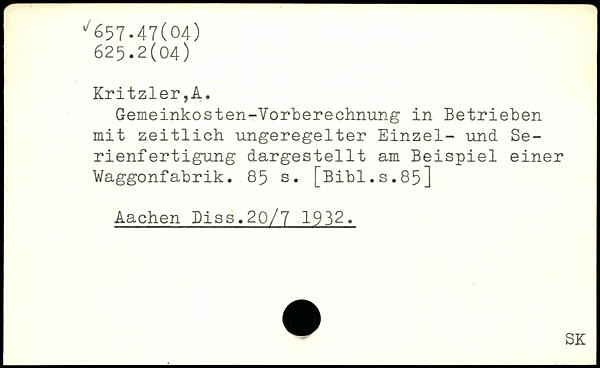 √657.47(04)
625.2(04)
Kritzler,A.
Gemeinkosten-Vorberechnung in Betrieben
mit zeitlich ungeregelter Einzel- und Se-
rienfertigung dargestellt am Beispiel einer
Waggonfabrik. 85 s. [Bibl.s.85]
Aachen Diss.20/7 1932.
SK